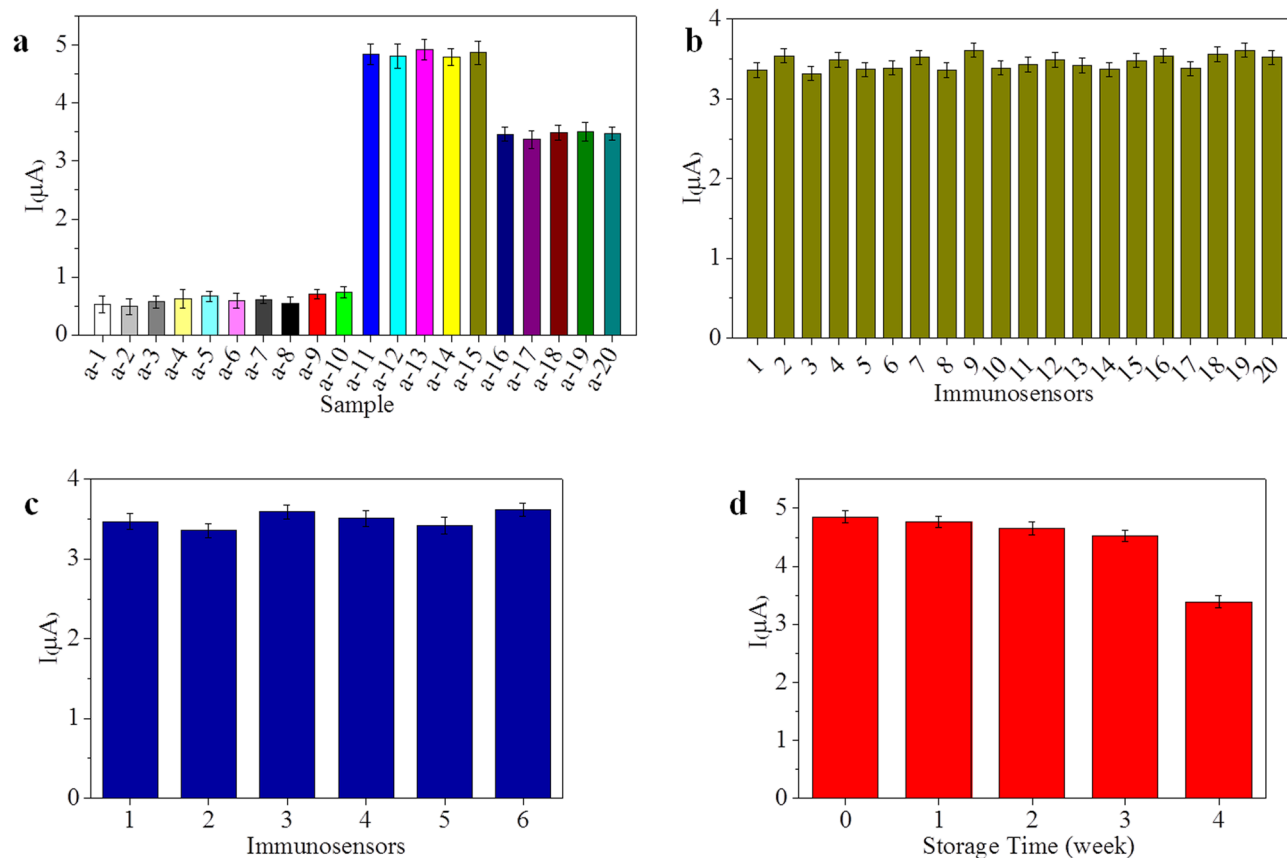 a
5
4
3
2
1
0
I(μA)
a-1 a-2 a-3 a-4 a-5 a-6 a-7 a-8 a-9 a-10 a-11 a-12 a-13 a-14 a-15 a-16 a-17 a-18 a-19 a-20
Sample
b
4
3
2
1
0
I(μA)
1 2 3 4 5 6 7 8 9 10 11 12 13 14 15 16 17 18 19 20
Immunosensors
c
4
3
2
1
0
I(μA)
1 2 3 4 5 6
Immunosensors
d
5
4
3
2
1
0
I(μA)
0 1 2 3 4
Storage Time (week)